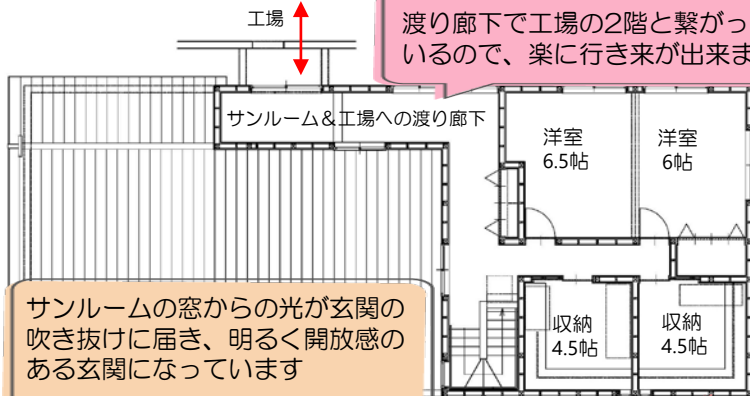 工場
渡り廊下で工場の2階と繋がっ
いるので、楽に行き来が出来ま
サンルーム&工場への渡り廊下
洋室
6.5帖
洋室
6帖
サンルームの窓からの光が玄関の
吹き抜けに届き、明るく開放感の
ある玄関になっています
収納
4.5帖
収納
4.5帖